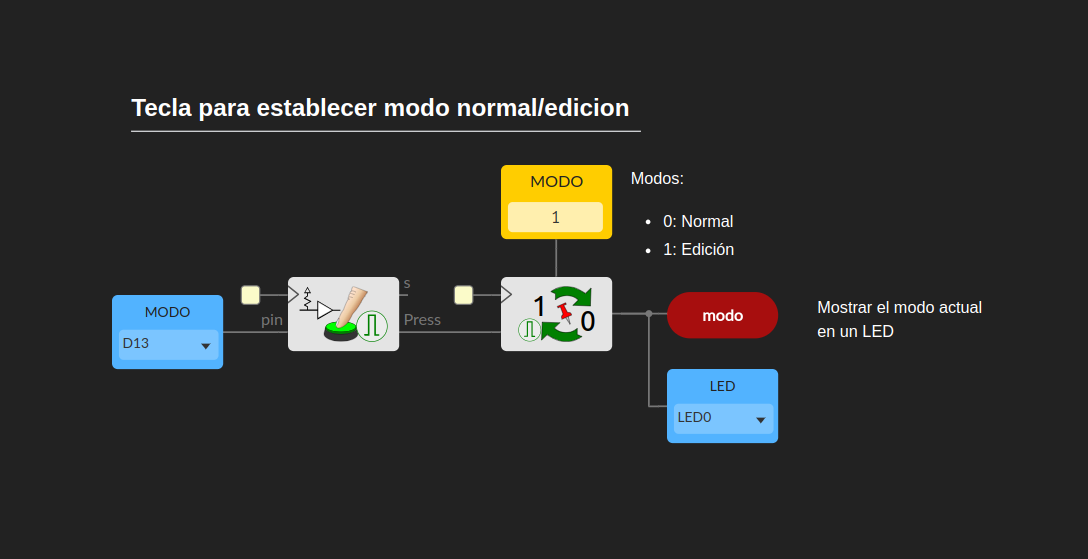 Tecla para establecer modo normal/edicion
MODO
1
Modos:
0: Normal
1: Edición
MODO
D13
pin
s
Press
1
0
modo
Mostrar el modo actual
en un LED
LED
LED0